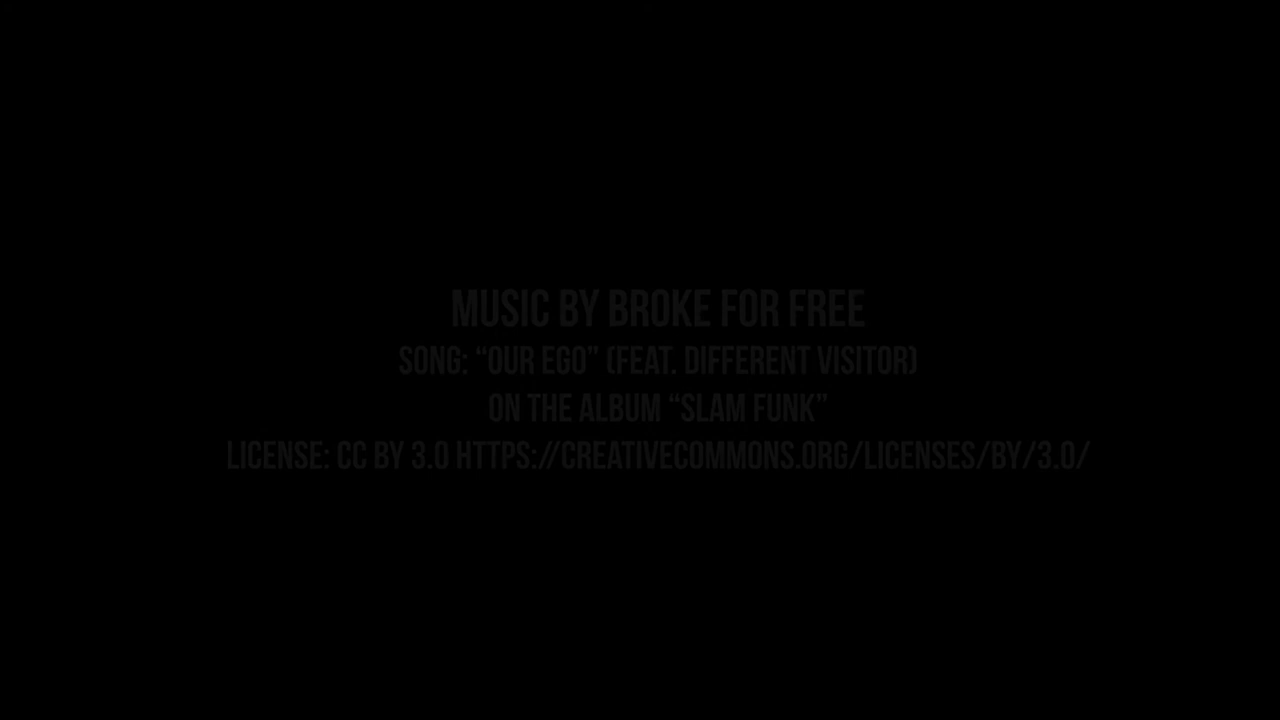 MUSIC BY BROKE FOR FREE
SONG: “OUR EGO” (FEAT. DIFFERENT VISITOR)
ON THE ALBUM “SLAM FUNK”
LICENSE: CC BY 3.0 HTTPS://CREATIVECOMMONS.ORG/LICENSES/BY/3.0/